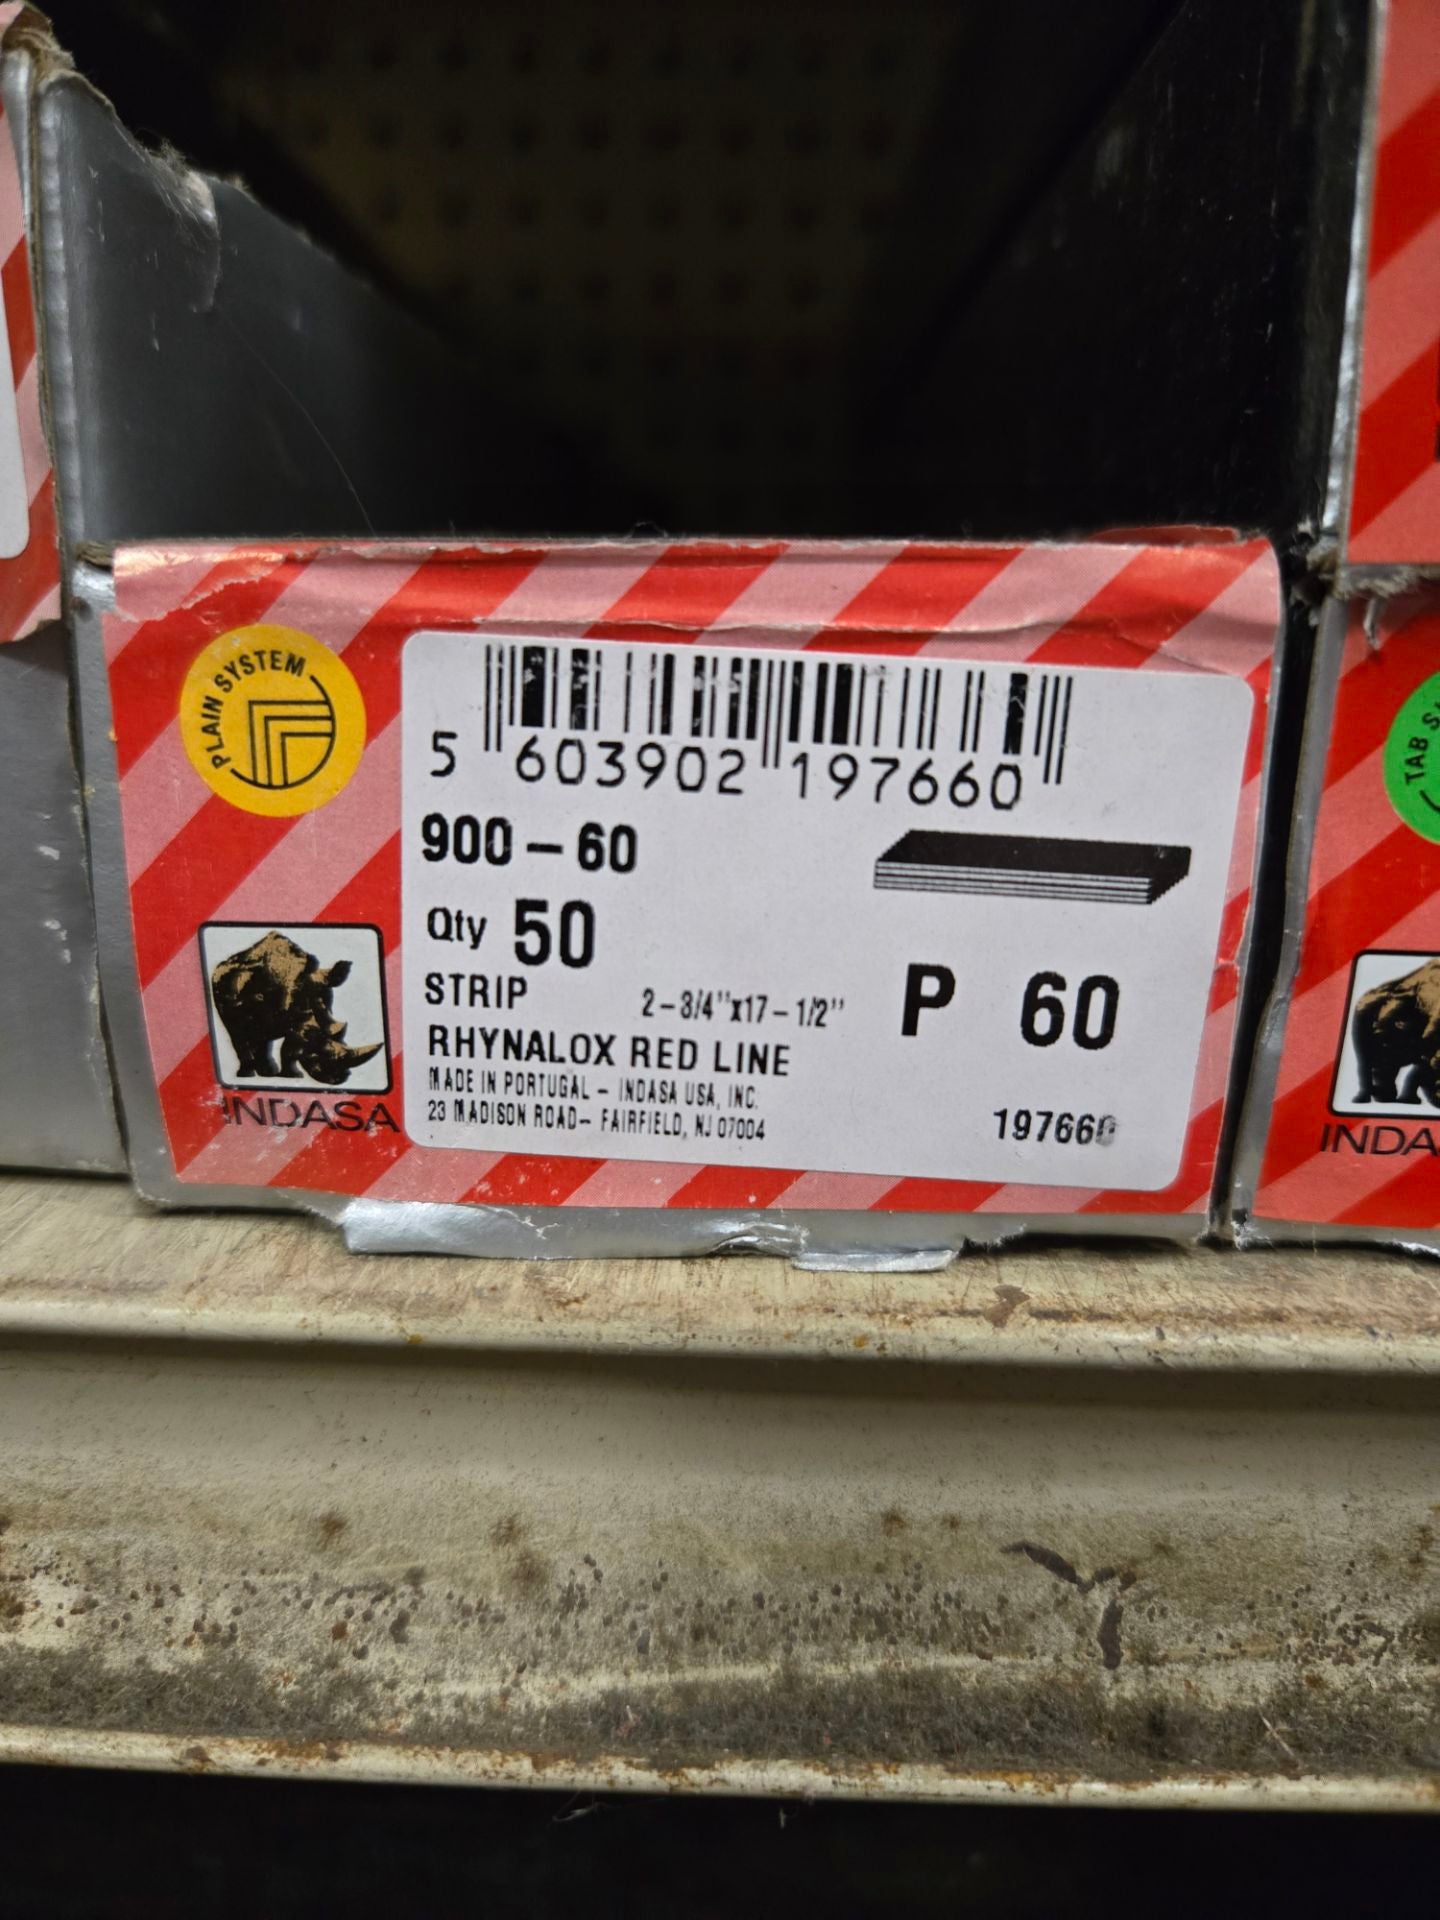 PLAIN SYSTEM
5 603902 197660
900-60
Qty 50
STRIP 2-3/4"x17-1/2" P 60
RHYNALOX RED LINE
MADE IN PORTUGAL - INDASA USA, INC.
23 MADISON ROAD- FAIRFIELD, NJ 07004
197660
INDASA
TAB S
INDA